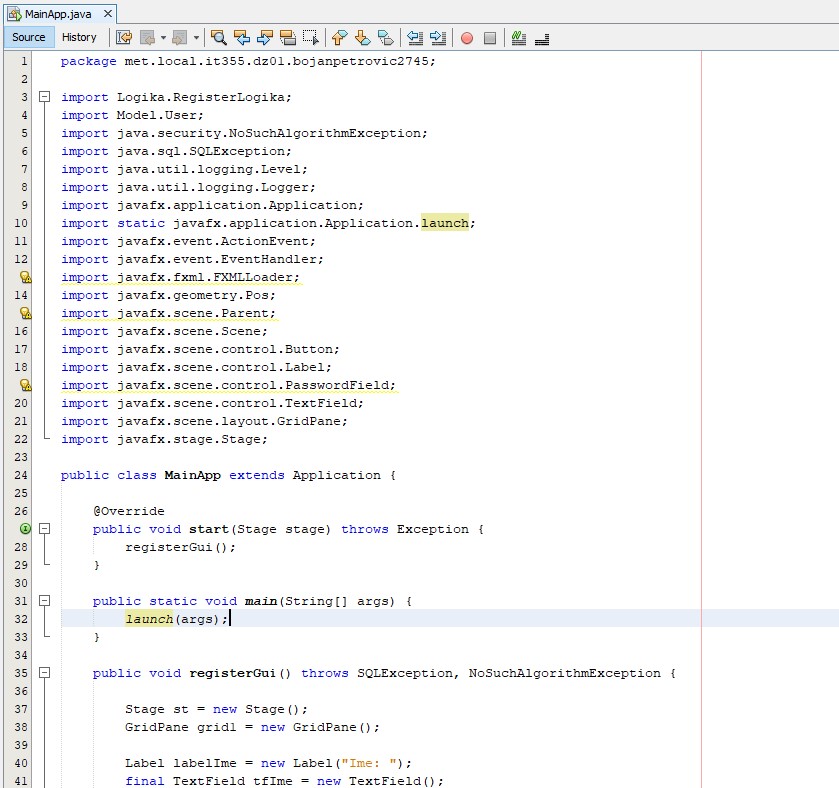 MainApp.java
Source History
1 package met.local.it355.dz01.bojanpetrovic2745;
2
3 import Logika.RegisterLogika;
4 import Model.User;
5 import java.security.NoSuchAlgorithmException;
6 import java.sql.SQLException;
7 import java.util.logging.Level;
8 import java.util.logging.Logger;
9 import javafx.application.Application;
10 import static javafx.application.Application.launch;
11 import javafx.event.ActionEvent;
12 import javafx.event.EventHandler;
import javafx.fxml.FXMLLoader;
14 import javafx.geometry.Pos;
import javafx.scene.Parent;
16 import javafx.scene.Scene;
17 import javafx.scene.control.Button;
18 import javafx.scene.control.Label;
import javafx.scene.control.PasswordField;
20 import javafx.scene.control.TextField;
21 import javafx.scene.layout.GridPane;
22 import javafx.stage.Stage;
23
24 public class MainApp extends Application {
25
26 @Override
public void start(Stage stage) throws Exception {
28 registerGui();
29 }
30
31 public static void main(String[] args) {
32 launch(args);
33 }
34
35 public void registerGui() throws SQLException, NoSuchAlgorithmException {
36
37 Stage st = new Stage();
38 GridPane grid1 = new GridPane();
39
40 Label labelIme = new Label("Ime: ");
41 final TextField tfIme = new TextField();